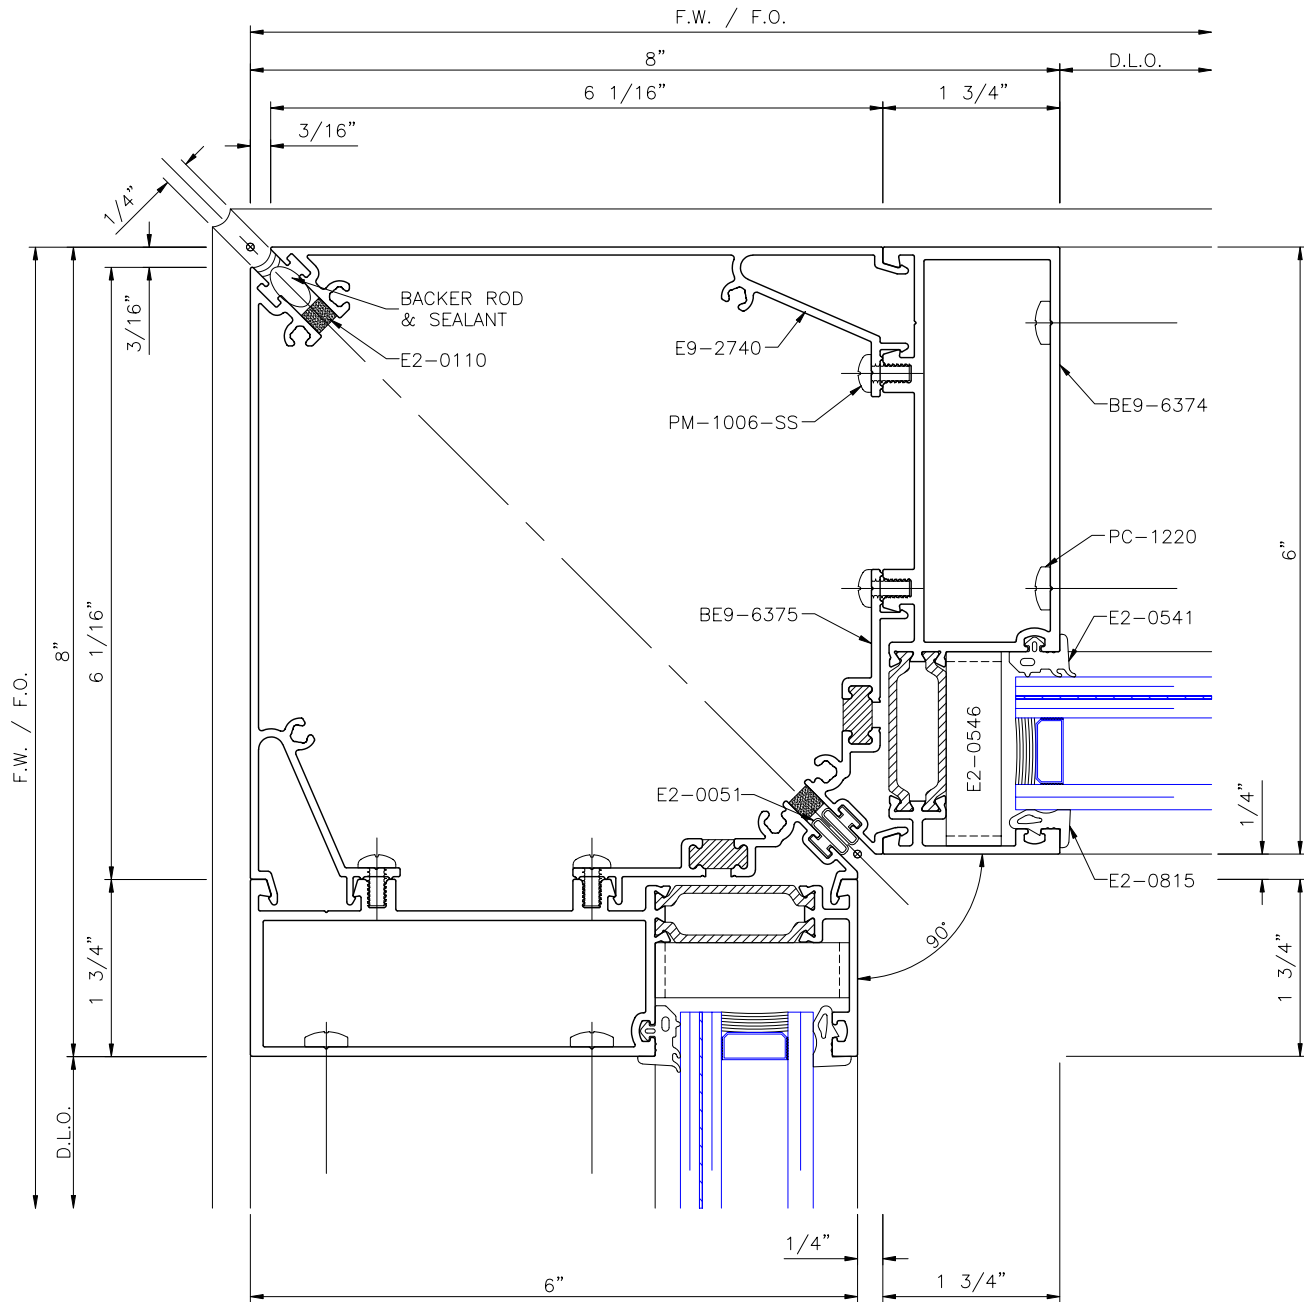 F.W. / F.O.
8"
D.L.O.
6 1/16"
1 3/4"
3/16"
1/4"
3/16"
BACKER ROD
& SEALANT
E2-0110
E9-2740
PM-1006-SS
BE9-6374
PC-1220
6"
BE9-6375
E2-0541
6 1/16"
8"
F.W. / F.O.
E2-0546
E2-0051
1/4"
E2-0815
90°
1 3/4"
1 3/4"
D.L.O.
1/4"
6"
1 3/4"